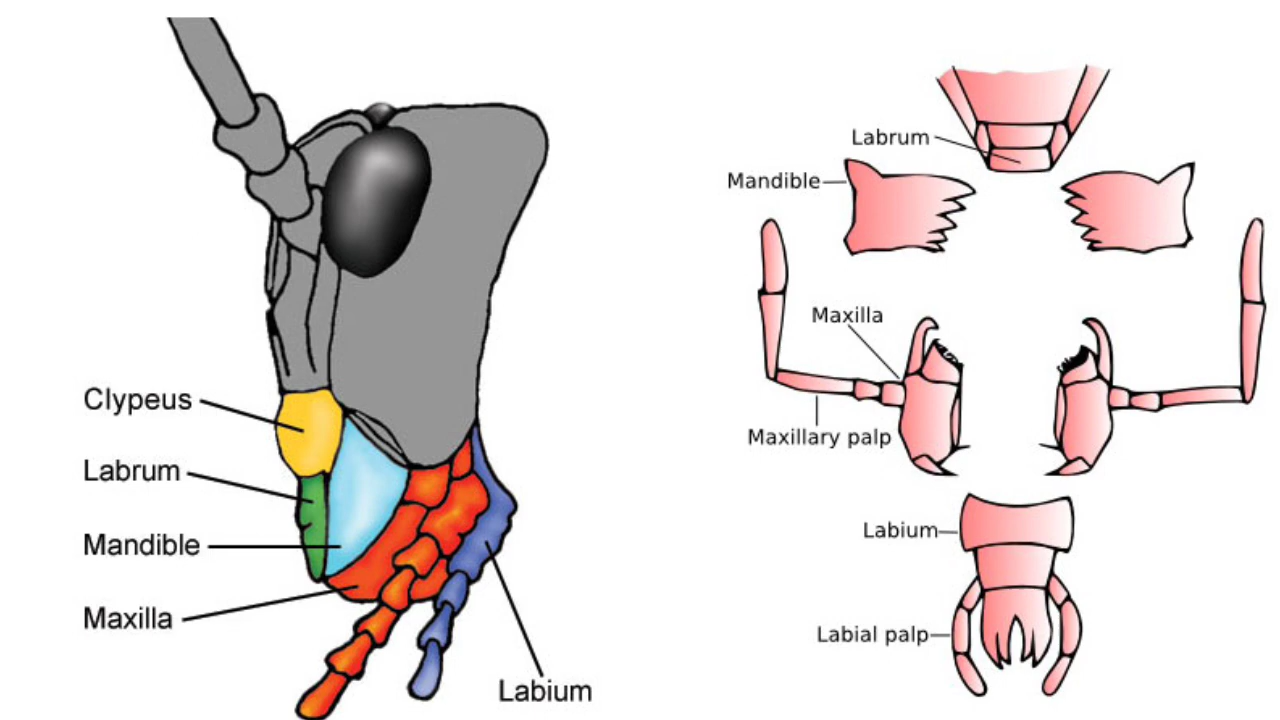 Clypeus
Labrum
Mandible
Maxilla
Labium
Labrum
Mandible
Maxilla
Maxillary palp
Labium
Labial palp